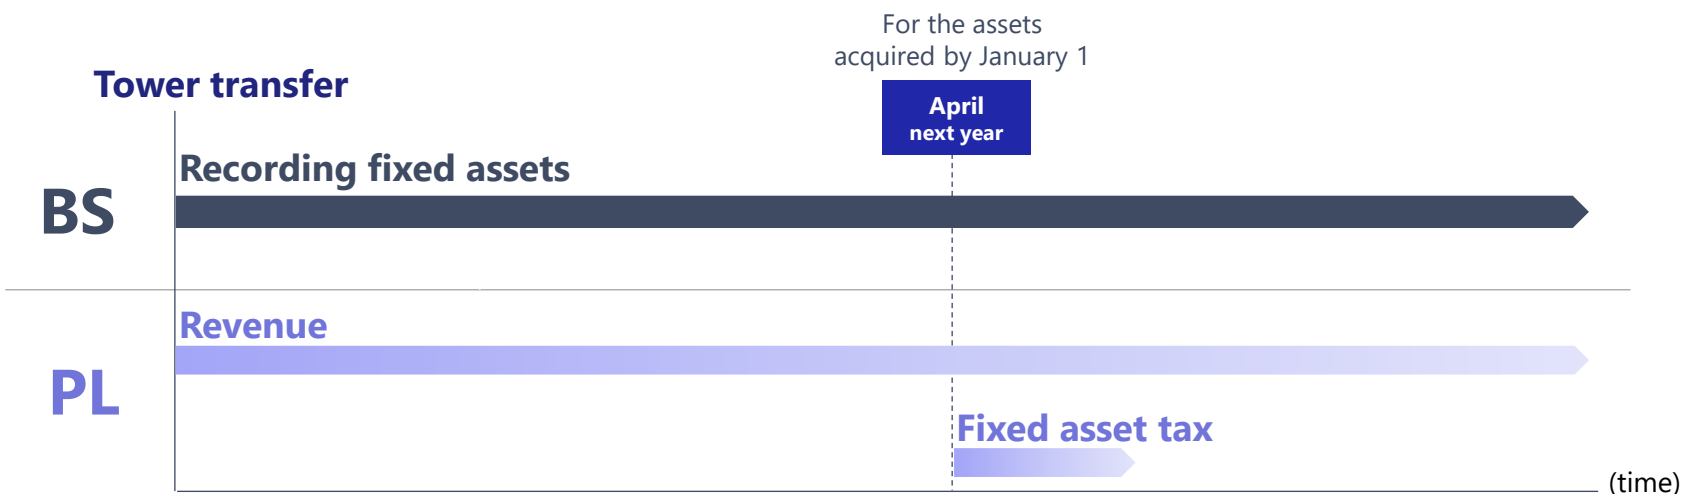 For the assets
acquired by January 1
Tower transfer
April
next year
Recording fixed assets
BS
Revenue
PL
Fixed asset tax
(time)